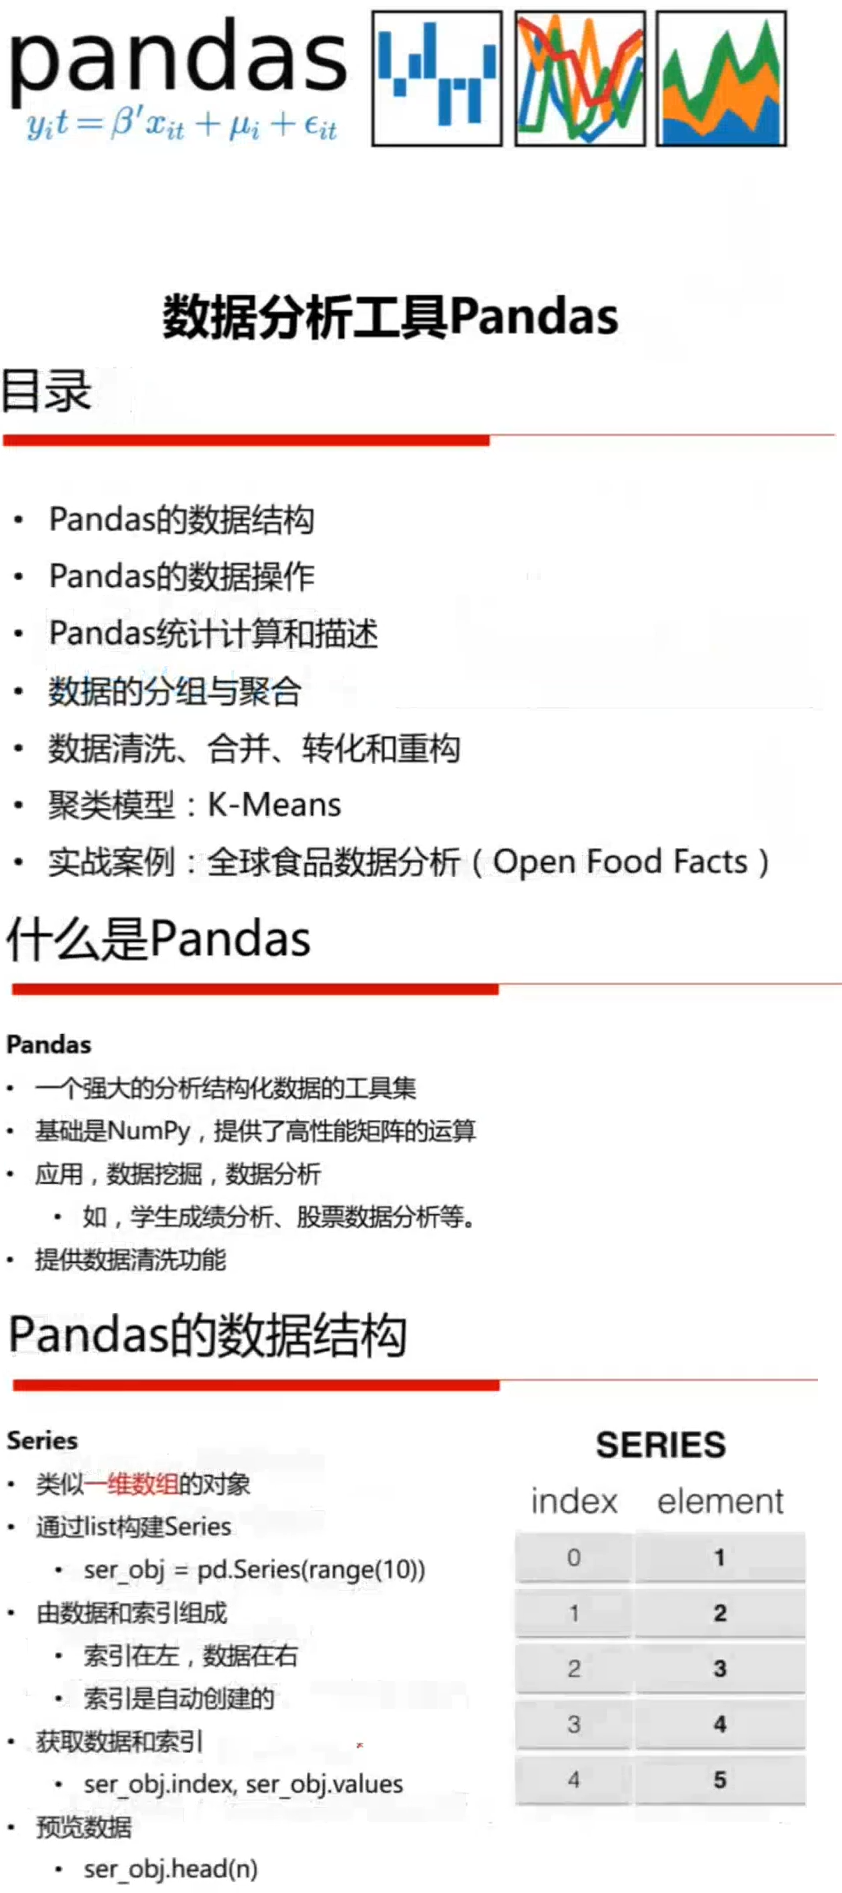 pandas
y_it = β'x_{it} + μ_i + ε_{it}
数据分析工具Pandas
目录
• Pandas的数据结构
• Pandas的数据操作
• Pandas统计计算和描述
• 数据的分组与聚合
• 数据清洗、合并、转化和重构
• 聚类模型：K-Means
• 实战案例：全球食品数据分析（Open Food Facts）
什么是Pandas
Pandas
• 一个强大的分析结构化数据的工具集
• 基础是NumPy，提供了高性能矩阵的运算
• 应用，数据挖掘，数据分析
• 如，学生成绩分析、股票数据分析等。
• 提供数据清洗功能
Pandas的数据结构
Series
• 类似一维数组的对象
• 通过list构建Series
• ser_obj = pd.Series(range(10))
• 由数据和索引组成
• 索引在左，数据在右
• 索引是自动创建的
• 获取数据和索引
• ser_obj.index, ser_obj.values
• 预览数据
• ser_obj.head(n)
SERIES
index element
0 1
1 2
2 3
3 4
4 5